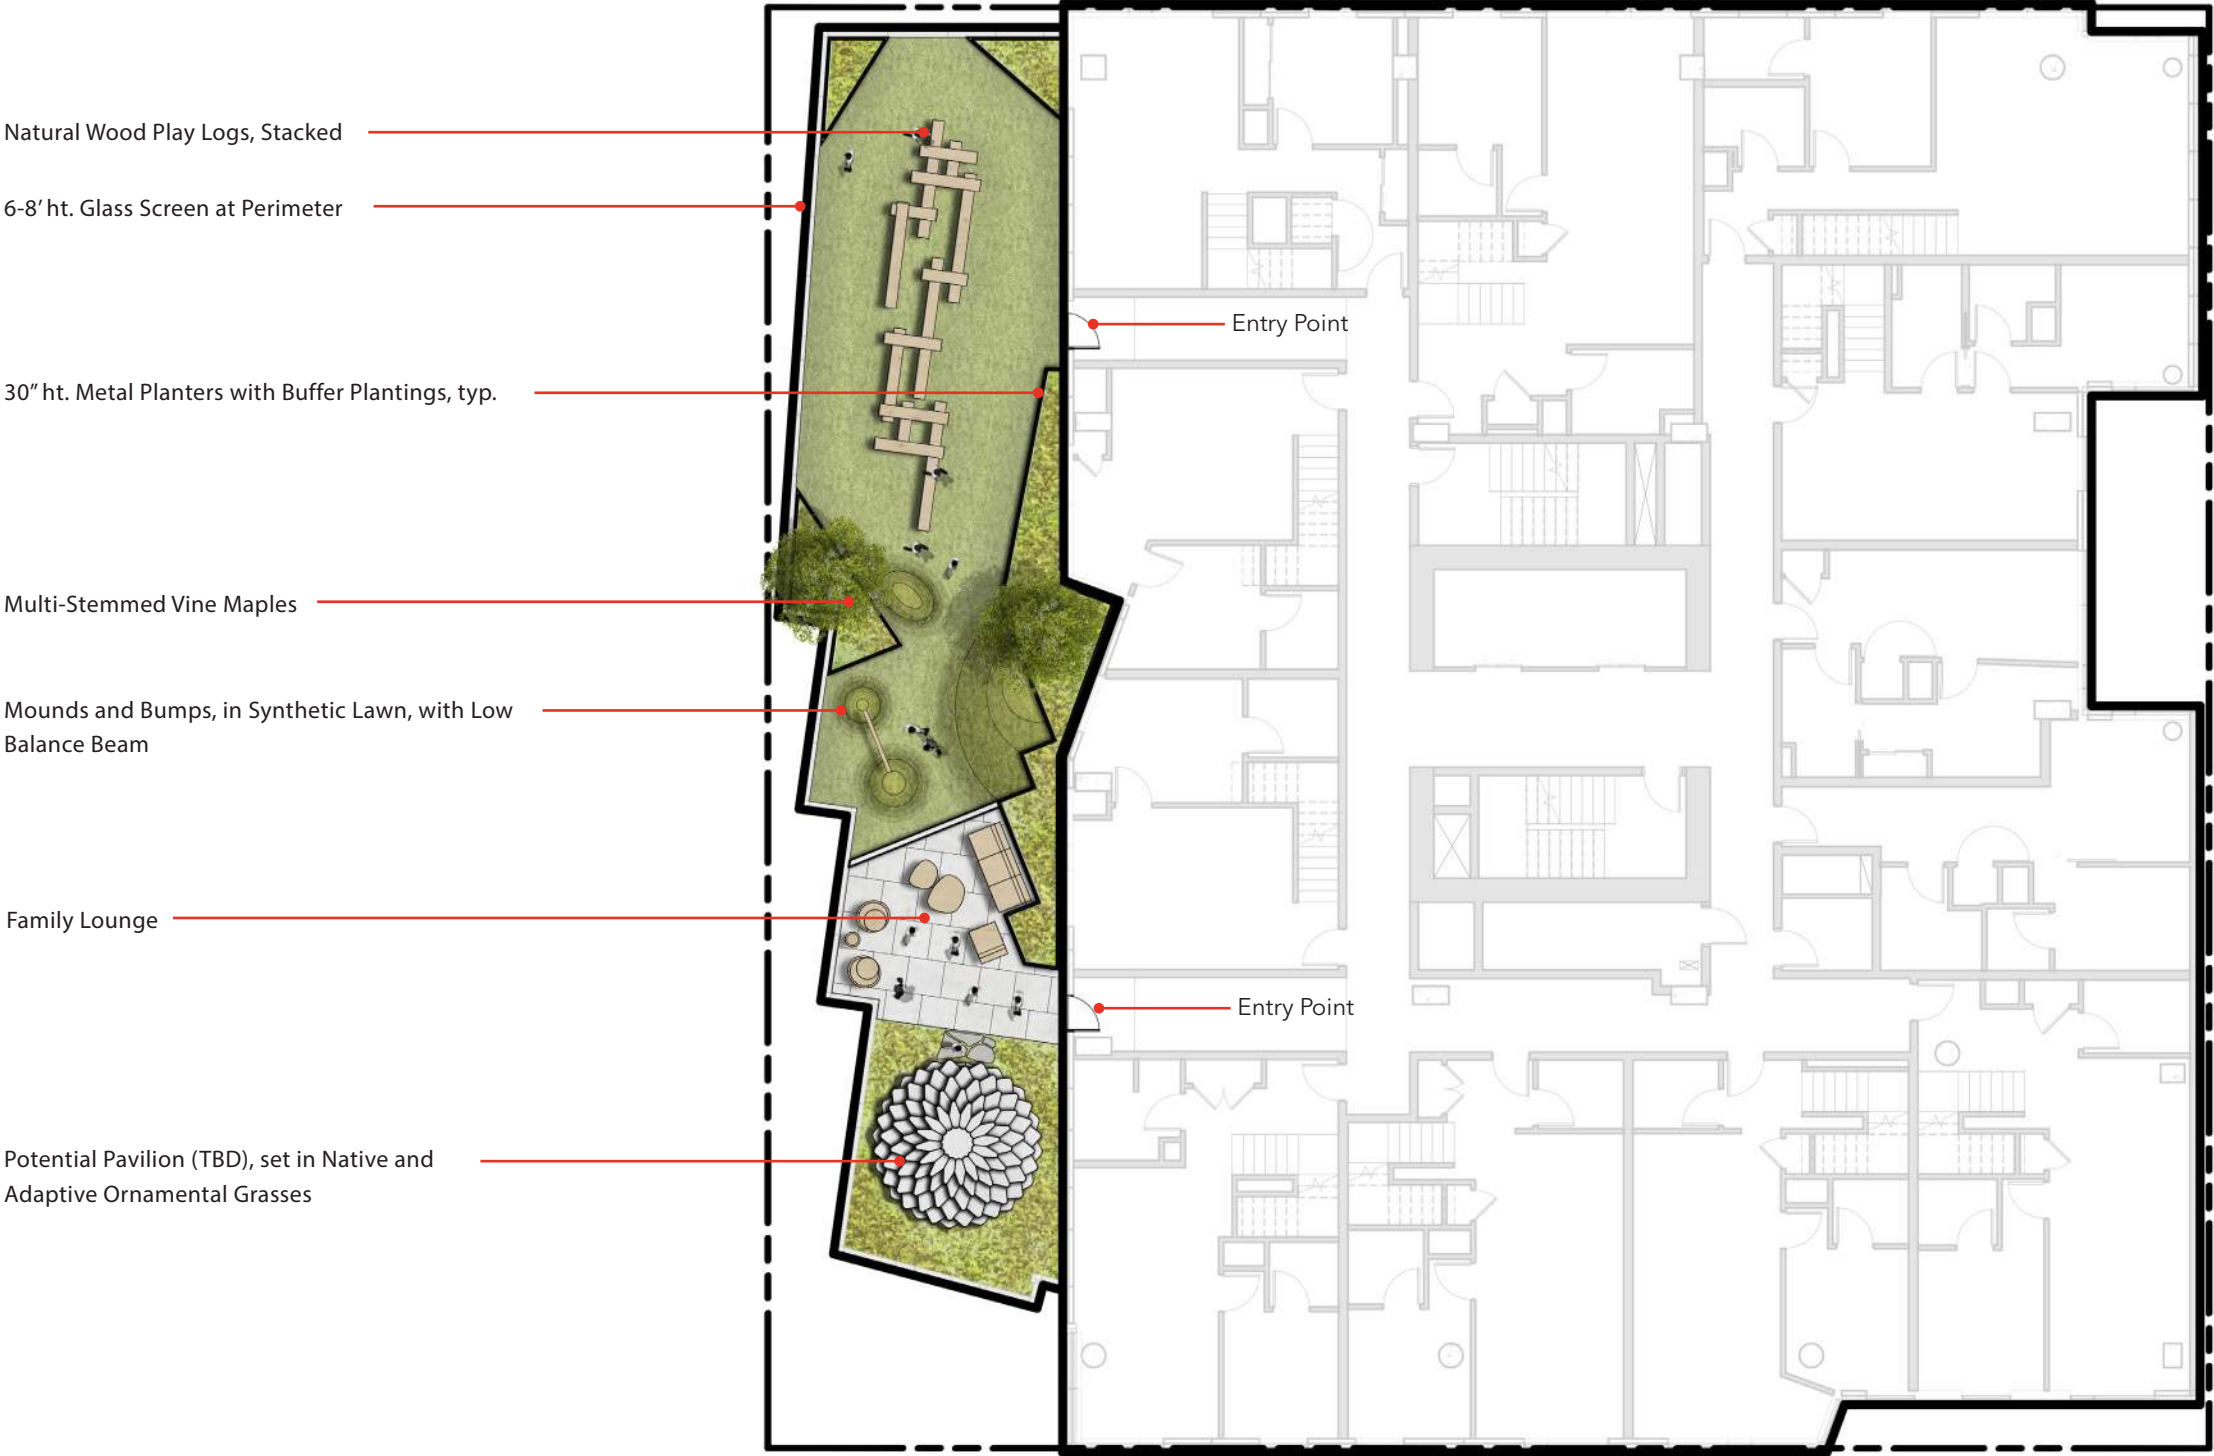 Natural Wood Play Logs, Stacked
6-8’ ht. Glass Screen at Perimeter
Entry Point
30” ht. Metal Planters with Buffer Plantings, typ.
Multi-Stemmed Vine Maples
Mounds and Bumps, in Synthetic Lawn, with Low
Balance Beam
Family Lounge
Entry Point
Potential Pavilion (TBD), set in Native and
Adaptive Ornamental Grasses